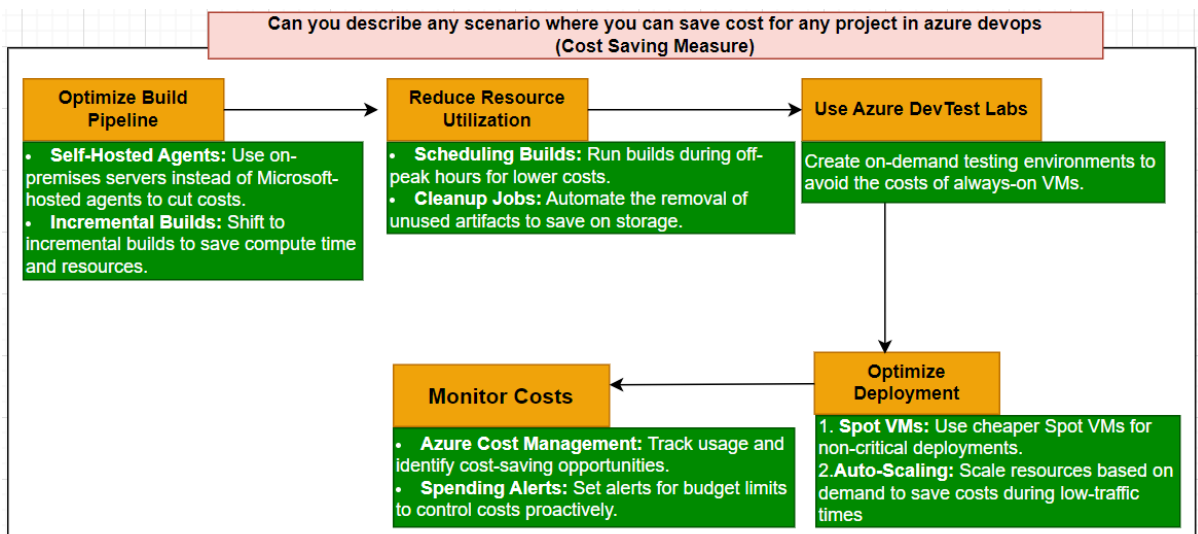 Can you describe any scenario where you can save cost for any project in azure devops
(Cost Saving Measure)
Optimize Build
Pipeline
• Self-Hosted Agents: Use on-
premises servers instead of Microsoft-
hosted agents to cut costs.
• Incremental Builds: Shift to
incremental builds to save compute time
and resources.
Reduce Resource
Utilization
• Scheduling Builds: Run builds during off-
peak hours for lower costs.
• Cleanup Jobs: Automate the removal of
unused artifacts to save on storage.
Use Azure DevTest Labs
Create on-demand testing environments to
avoid the costs of always-on VMs.
Optimize
Deployment
1. Spot VMs: Use cheaper Spot VMs for
non-critical deployments.
2.Auto-Scaling: Scale resources based on
demand to save costs during low-traffic
times
Monitor Costs
• Azure Cost Management: Track usage and
identify cost-saving opportunities.
• Spending Alerts: Set alerts for budget limits
to control costs proactively.